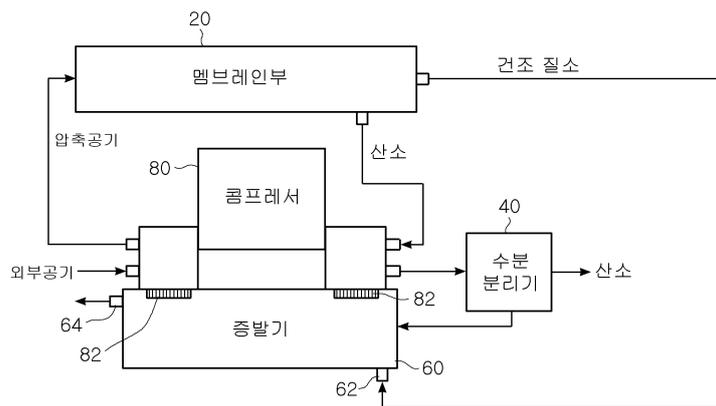 20
멤브레인부
건조 질소
압축공기
산소
80
콤프레서
40
수분
분리기
외부공기
산소
64
82
82
증발기
60
62